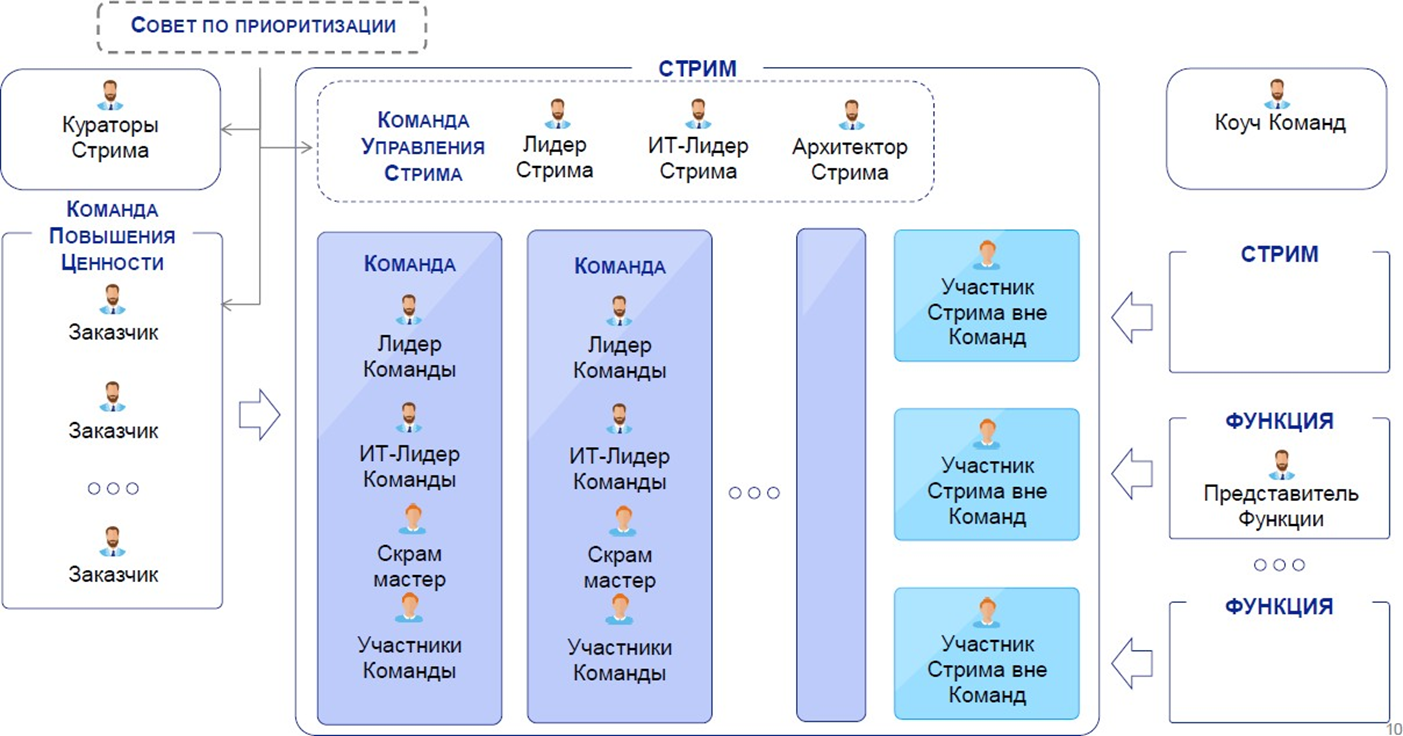 СОВЕТ ПО ПРИОРИТИЗАЦИИ
Кураторы
Стрима
СТРИМ
КОМАНДА
УПРАВЛЕНИЯ
СТРИМА
Лидер
Стрима
ИТ-Лидер
Стрима
Архитектор
Стрима
Коуч Команд
КОМАНДА
ПОВЫШЕНИЯ
ЦЕННОСТИ
Заказчик
Заказчик
Заказчик
КОМАНДА
Лидер
Команды
ИТ-Лидер
Команды
Скрам
мастер
Участники
Команды
КОМАНДА
Лидер
Команды
ИТ-Лидер
Команды
Скрам
мастер
Участники
Команды
Участник
Стрима вне
Команд
Участник
Стрима вне
Команд
Участник
Стрима вне
Команд
СТРИМ
ФУНКЦИЯ
Представитель
Функции
ФУНКЦИЯ
10